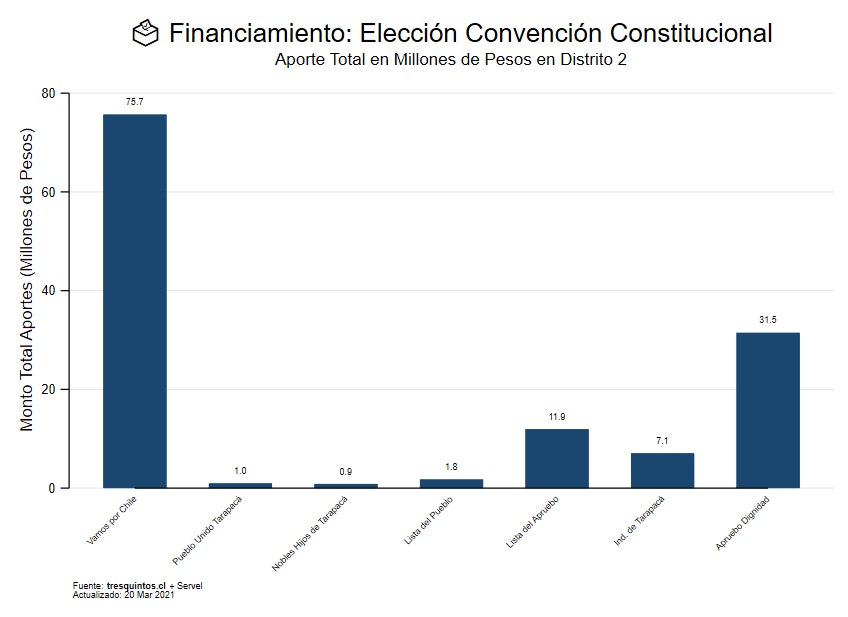 Financiamiento: Elección Convención Constitucional
Aporte Total en Millones de Pesos en Distrito 2
Monto Total Aportes (Millones de Pesos)
80
60
40
20
0
75.7
1.0
0.9
1.8
11.9
7.1
31.5
Vamos por Chile
Pueblo Unido Tarapacá
Nobles Hijos de Tarapacá
Lista del Pueblo
Lista del Apruebo
Ind. de Tarapacá
Apruebo Dignidad
Fuente: tresquintos.cl + Servel
Actualizado: 20 Mar 2021